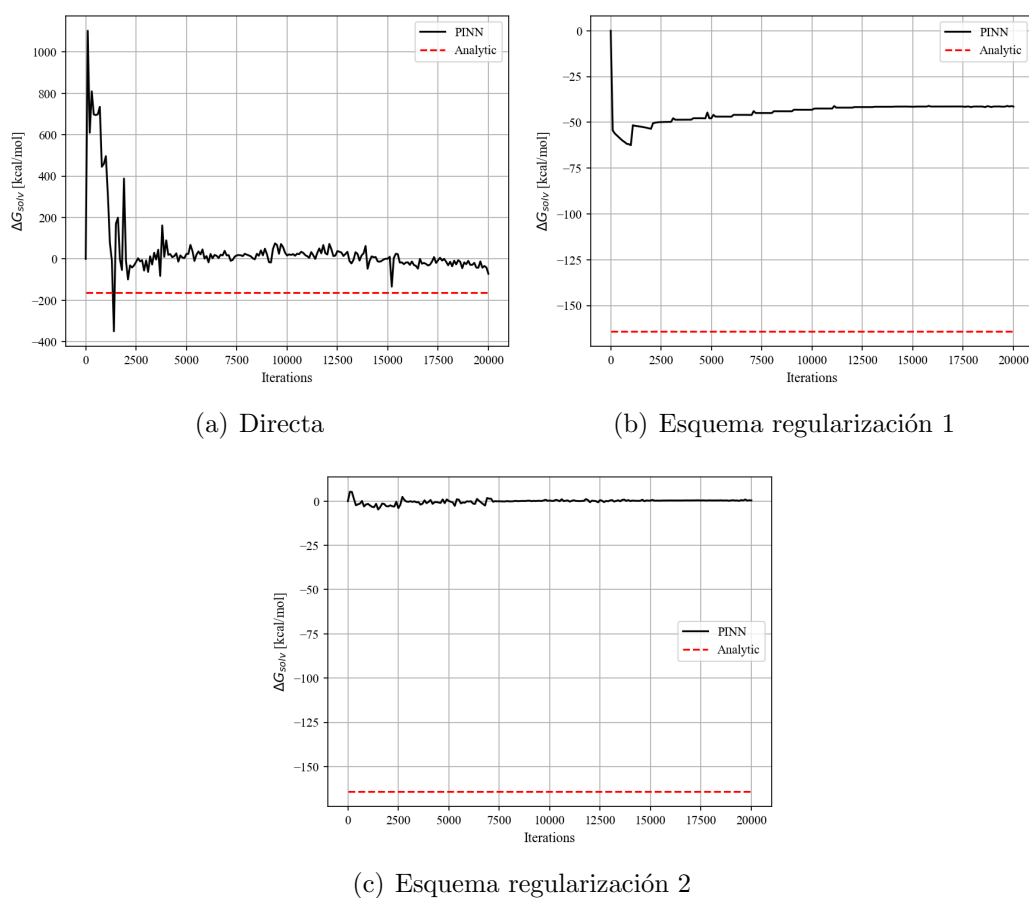 PINN
Analytic
1000
800
600
400
200
0
−200
−400
ΔG_solv [kcal/mol]
0 2500 5000 7500 10000 12500 15000 17500 20000
Iterations
(a) Directa
PINN
Analytic
0
−25
−50
−75
−100
−125
−150
ΔG_solv [kcal/mol]
0 2500 5000 7500 10000 12500 15000 17500 20000
Iterations
(b) Esquema regularización 1
0
−25
−50
−75
−100
−125
−150
ΔG_solv [kcal/mol]
PINN
Analytic
0 2500 5000 7500 10000 12500 15000 17500 20000
Iterations
(c) Esquema regularización 2